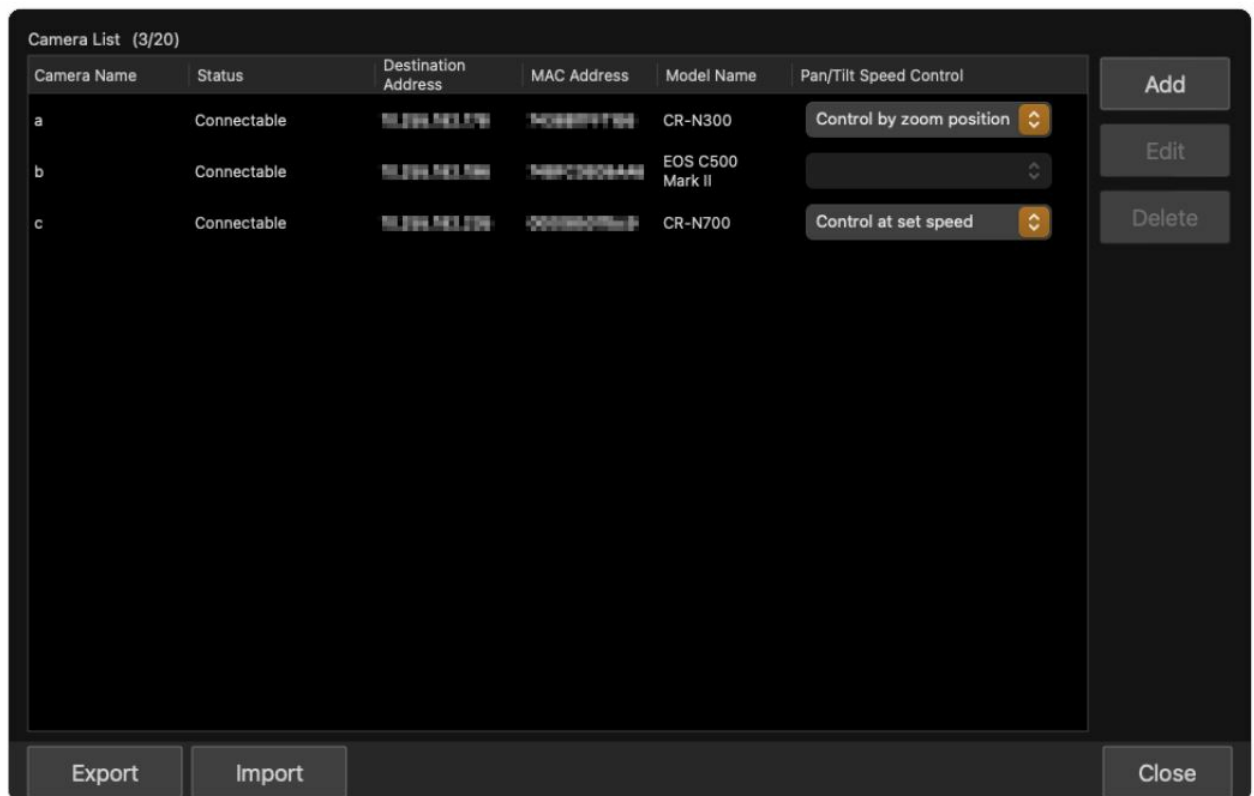 Camera List (3/20)
Camera Name Status Destination Address MAC Address Model Name Pan/Tilt Speed Control
a Connectable CR-N300 Control by zoom position
b Connectable EOS C500 Mark II
c Connectable CR-N700 Control at set speed
Add
Edit
Delete
Export Import Close